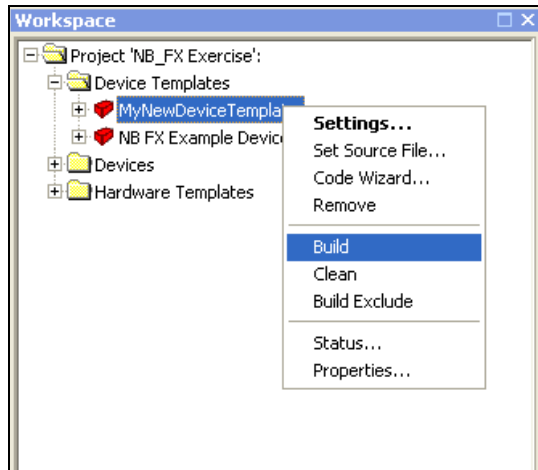 Workspace
Project 'NB_FX Exercise':
Device Templates
MyNewDeviceTempla
NB FX Example Devic
Devices
Hardware Templates
Settings...
Set Source File...
Code Wizard...
Remove
Build
Clean
Build Exclude
Status...
Properties...